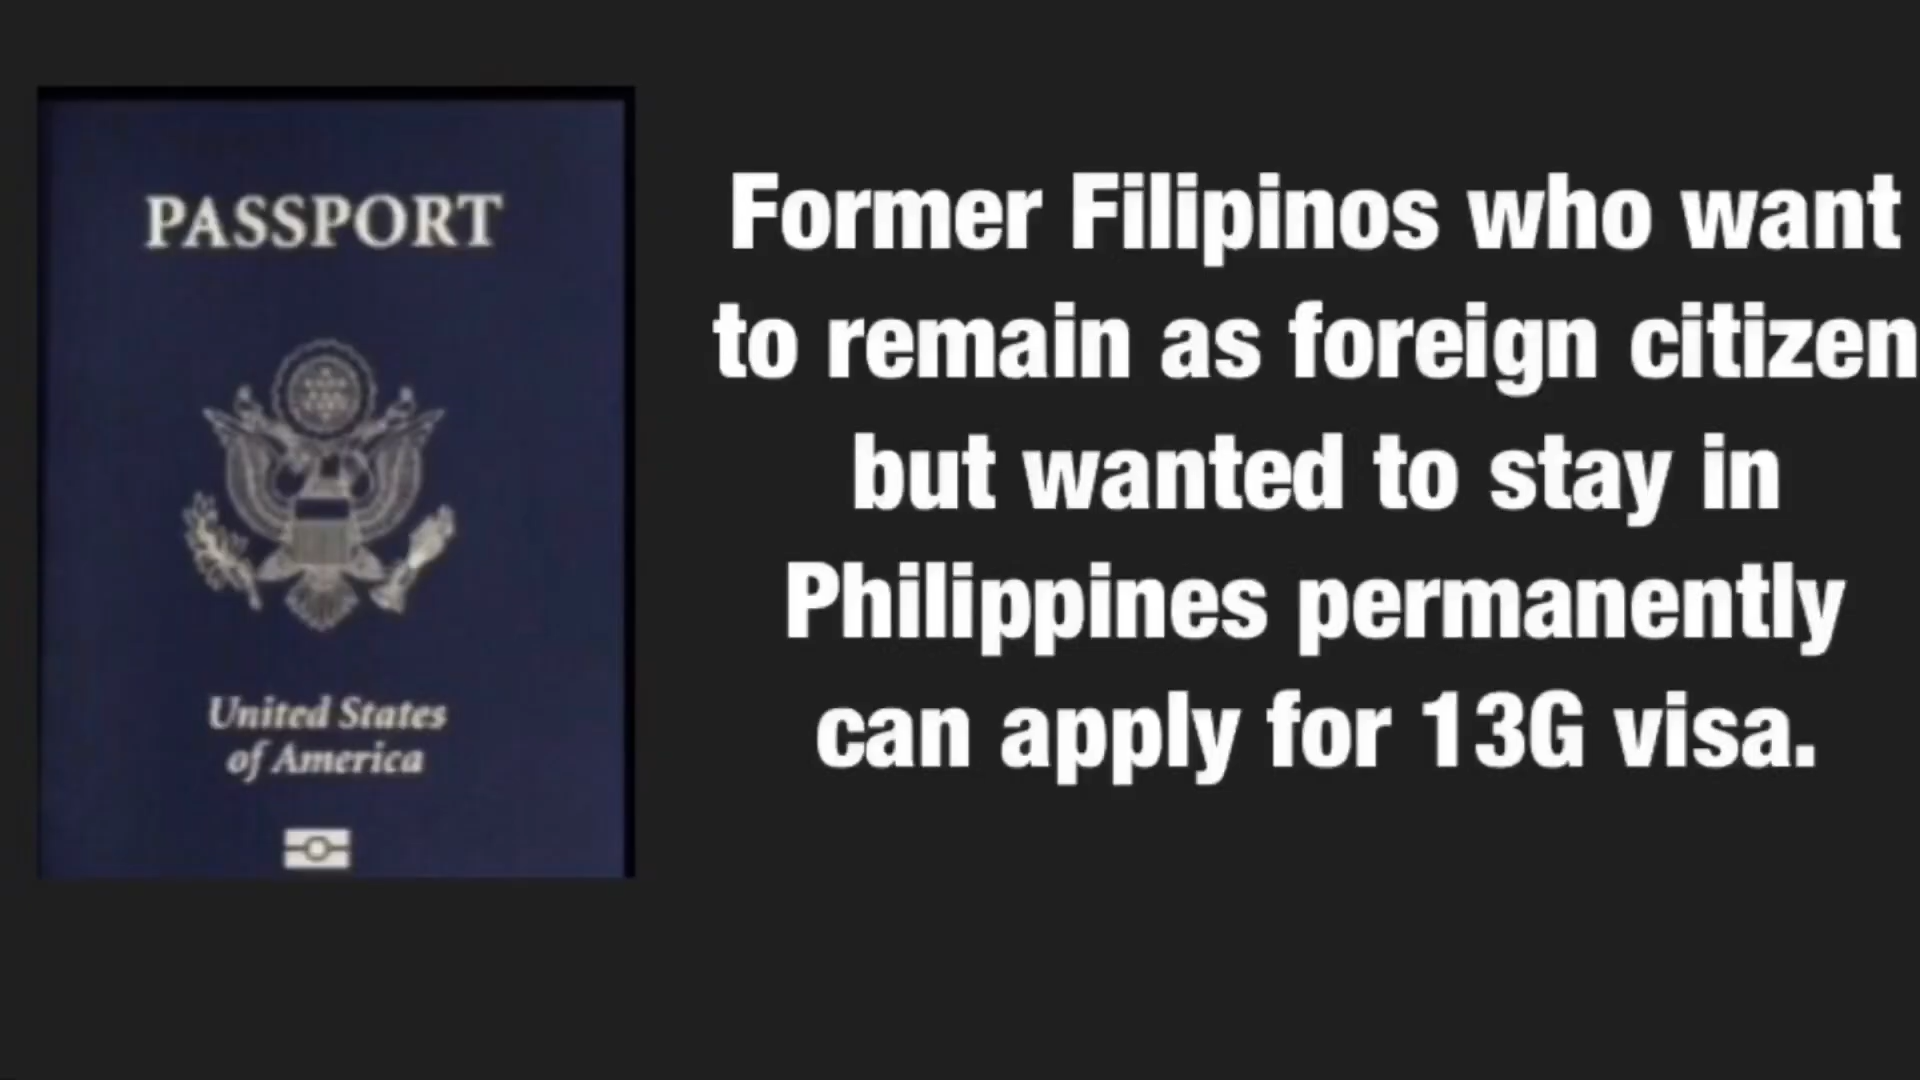 PASSPORT
United States
of America
Former Filipinos who want
to remain as foreign citizen
but wanted to stay in
Philippines permanently
can apply for 13G visa.